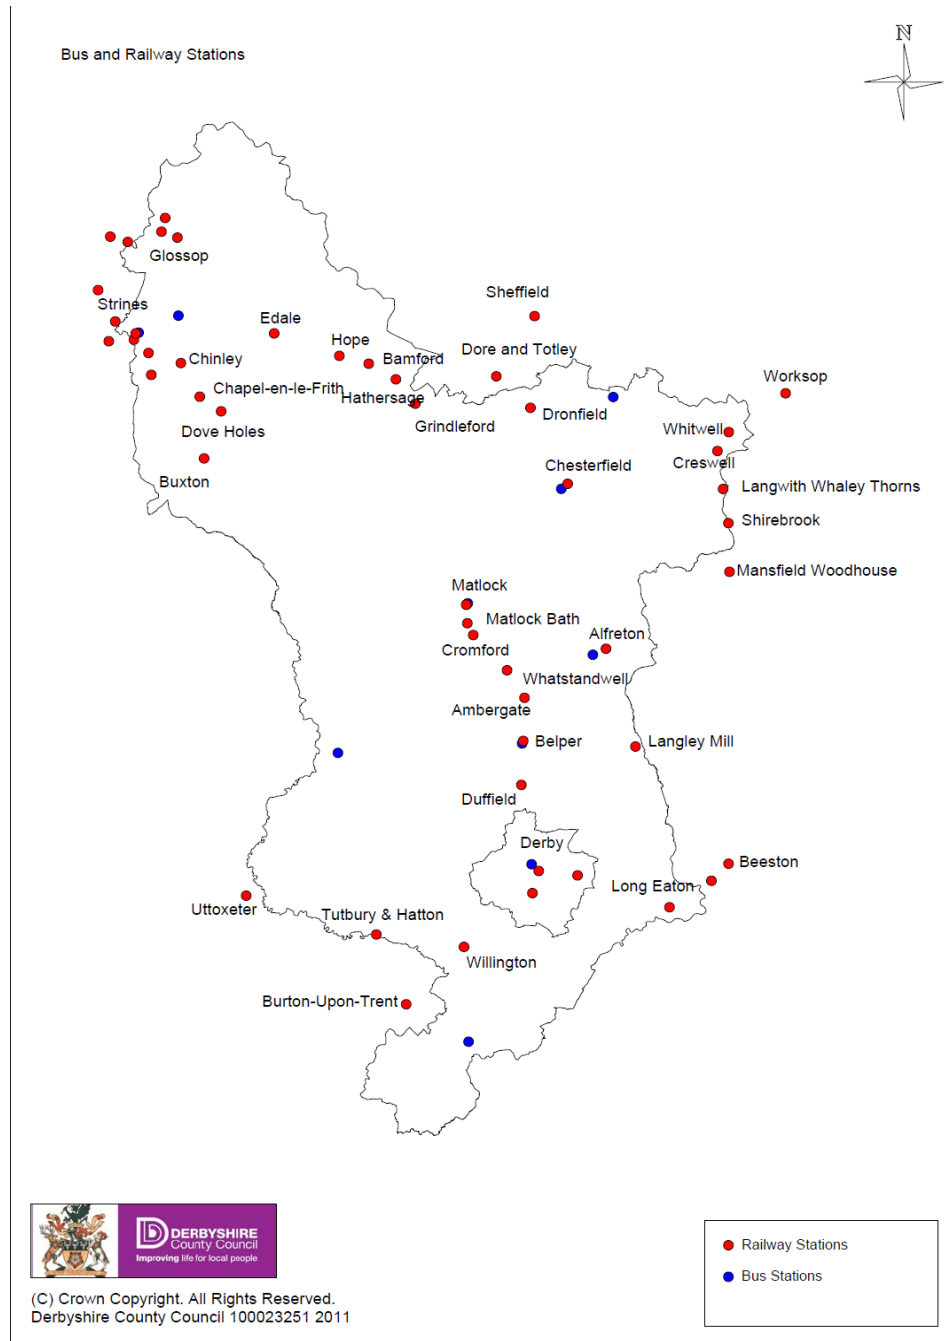 N
Bus and Railway Stations
Glossop
Sheffield
Strines
Edale
Hope
Dore and Totley
Chinley
Bamford
Worksop
Chapel-en-le-Frith
Hathersage
Grindleford
Dronfield
Dove Holes
Whitwell
Creswell
Chesterfield
Buxton
Langwith Whaley Thorns
Shirebrook
Mansfield Woodhouse
Matlock
Matlock Bath
Alfreton
Cromford
Whatstandwell
Ambergate
Belper
Langley Mill
Duffield
Derby
Beeston
Long Eaton
Uttoxeter
Tutbury & Hatton
Willington
Burton-Upon-Trent
DERBYSHIRE
County Council
Improving life for local people
Railway Stations
Bus Stations
(C) Crown Copyright. All Rights Reserved.
Derbyshire County Council 100023251 2011